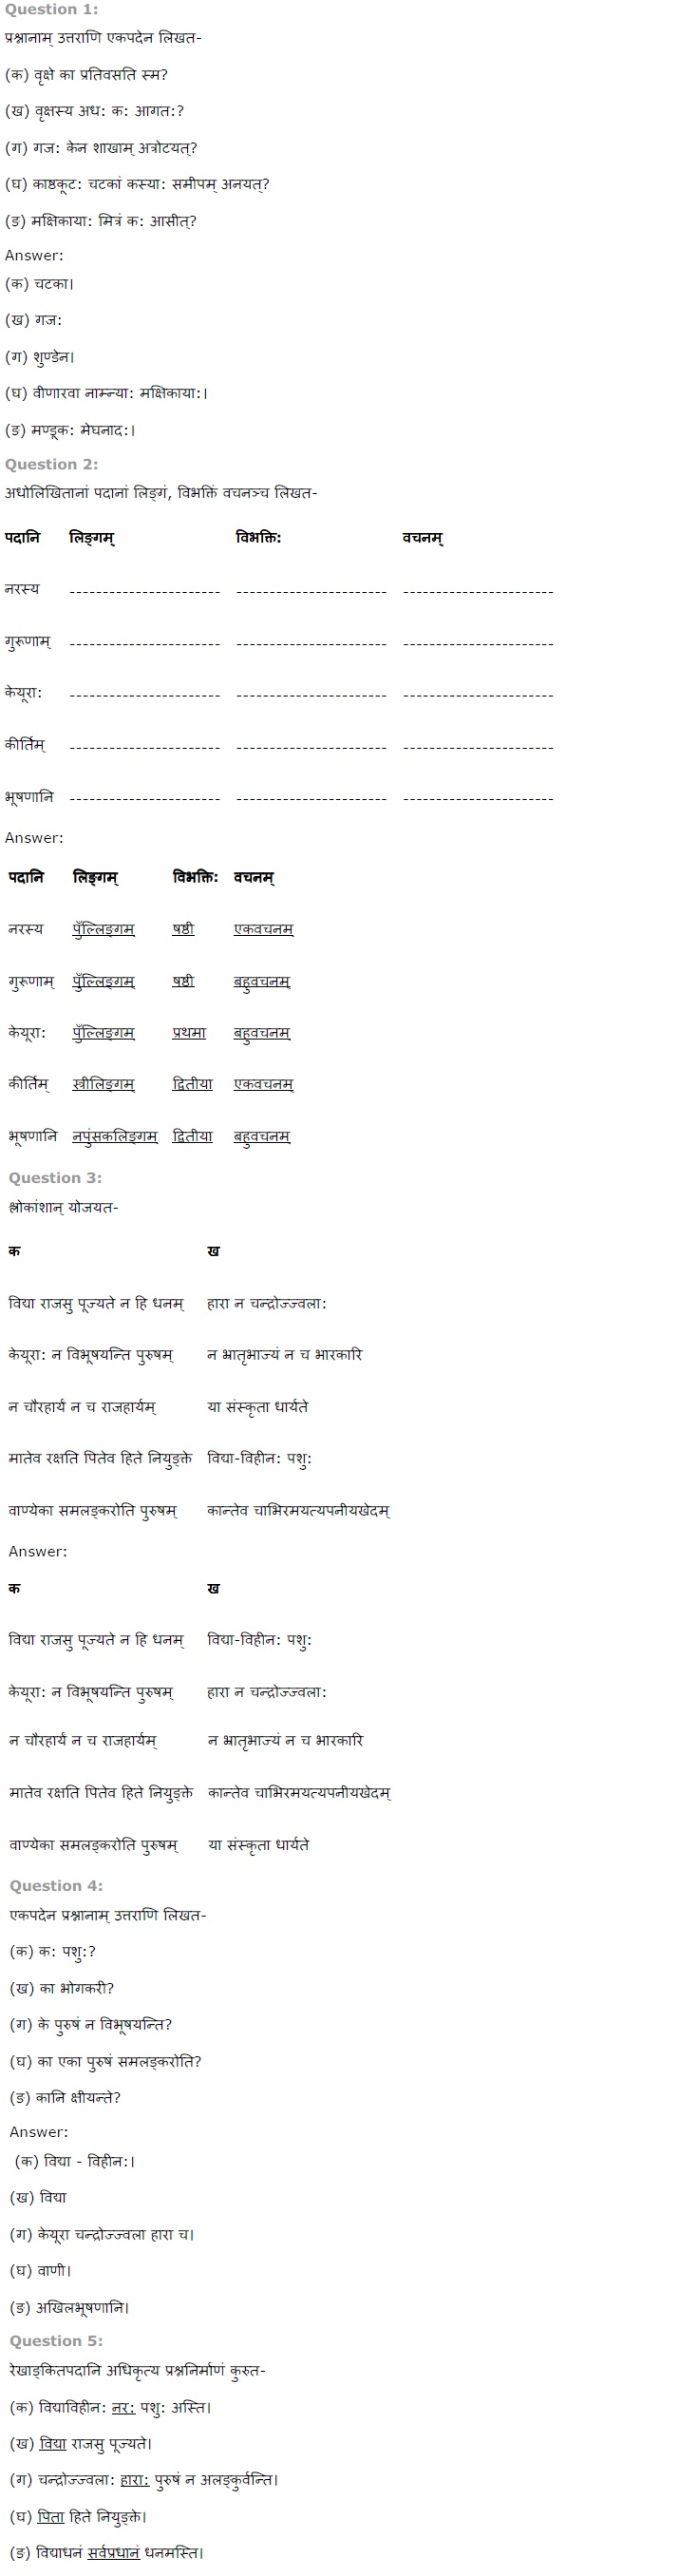 Question 1:
प्रश्नानाम् उत्तराणि एकपदेन लिखत-
(क) वृक्षे का प्रतिवसति स्म?
(ख) वृक्षस्य अध: क: आगत:?
(ग) गज: केन शाखाम् अत्रोटयत्?
(घ) काष्ठकूट: चटकां कस्या: समीपम् अनयत्?
(ङ) मक्षिकाया: मित्रं क: आसीत्?
Answer:
(क) चटका।
(ख) गज:
(ग) शुण्डेन।
(घ) वीणारवा नाम्न्या: मक्षिकाया:।
(ङ) मण्डूक: मेघनाद:।
Question 2:
अधोलिखितानां पदानां लिङ्गं, विभक्तिं वचनञ्च लिखत-
पदानि लिङ्गम् विभक्ति: वचनम्
नरस्य ----------------------- ----------------------- -----------------------
गुरूणाम् ----------------------- ----------------------- -----------------------
केयूरा: ----------------------- ----------------------- -----------------------
कीर्तिम् ----------------------- ----------------------- -----------------------
भूषणानि ----------------------- ----------------------- -----------------------
Answer:
पदानि लिङ्गम् विभक्ति: वचनम्
नरस्य पुँल्लिङ्गम् षष्ठी एकवचनम्
गुरूणाम् पुँल्लिङ्गम् षष्ठी बहुवचनम्
केयूरा: पुँल्लिङ्गम् प्रथमा बहुवचनम्
कीर्तिम् स्त्रीलिङ्गम् द्वितीया एकवचनम्
भूषणानि नपुंसकलिङ्गम् द्वितीया बहुवचनम्
Question 3:
श्लोकांशान् योजयत-
क ख
विद्या राजसु पूज्यते न हि धनम् हारा न चन्द्रोज्ज्वला:
केयूरा: न विभूषयन्ति पुरुषम् न भ्रातृभाज्यं न च भारकारि
न चौरहार्यं न च राजहार्यम् या संस्कृता धार्यते
मातेव रक्षति पितेव हिते नियुङ्क्ते विद्या-विहीन: पशु:
वाण्येका समलङ्करोति पुरुषम् कान्तेव चाभिरमयत्यपनीयखेदम्
Answer:
क ख
विद्या राजसु पूज्यते न हि धनम् विद्या-विहीन: पशु:
केयूरा: न विभूषयन्ति पुरुषम् हारा न चन्द्रोज्ज्वला:
न चौरहार्यं न च राजहार्यम् न भ्रातृभाज्यं न च भारकारि
मातेव रक्षति पितेव हिते नियुङ्क्ते कान्तेव चाभिरमयत्यपनीयखेदम्
वाण्येका समलङ्करोति पुरुषम् या संस्कृता धार्यते
Question 4:
एकपदेन प्रश्नानाम् उत्तराणि लिखत-
(क) क: पशु:?
(ख) का भोगकरी?
(ग) के पुरुषं न विभूषयन्ति?
(घ) का एका पुरुषं समलङ्करोति?
(ङ) कानि क्षीयन्ते?
Answer:
(क) विद्या - विहीन:।
(ख) विद्या
(ग) केयूरा चन्द्रोज्ज्वला हारा च।
(घ) वाणी।
(ङ) अखिलभूषणानि।
Question 5:
रेखाङ्कितपदानि अधिकृत्य प्रश्ननिर्माणं कुरुत-
(क) विद्याविहीन: नर: पशु: अस्ति।
(ख) विद्या राजसु पूज्यते।
(ग) चन्द्रोज्ज्वला: हारा: पुरुषं न अलङ्कुर्वन्ति।
(घ) पिता हिते नियुङ्क्ते।
(ङ) विद्याधनं सर्वप्रधानं धनमस्ति।